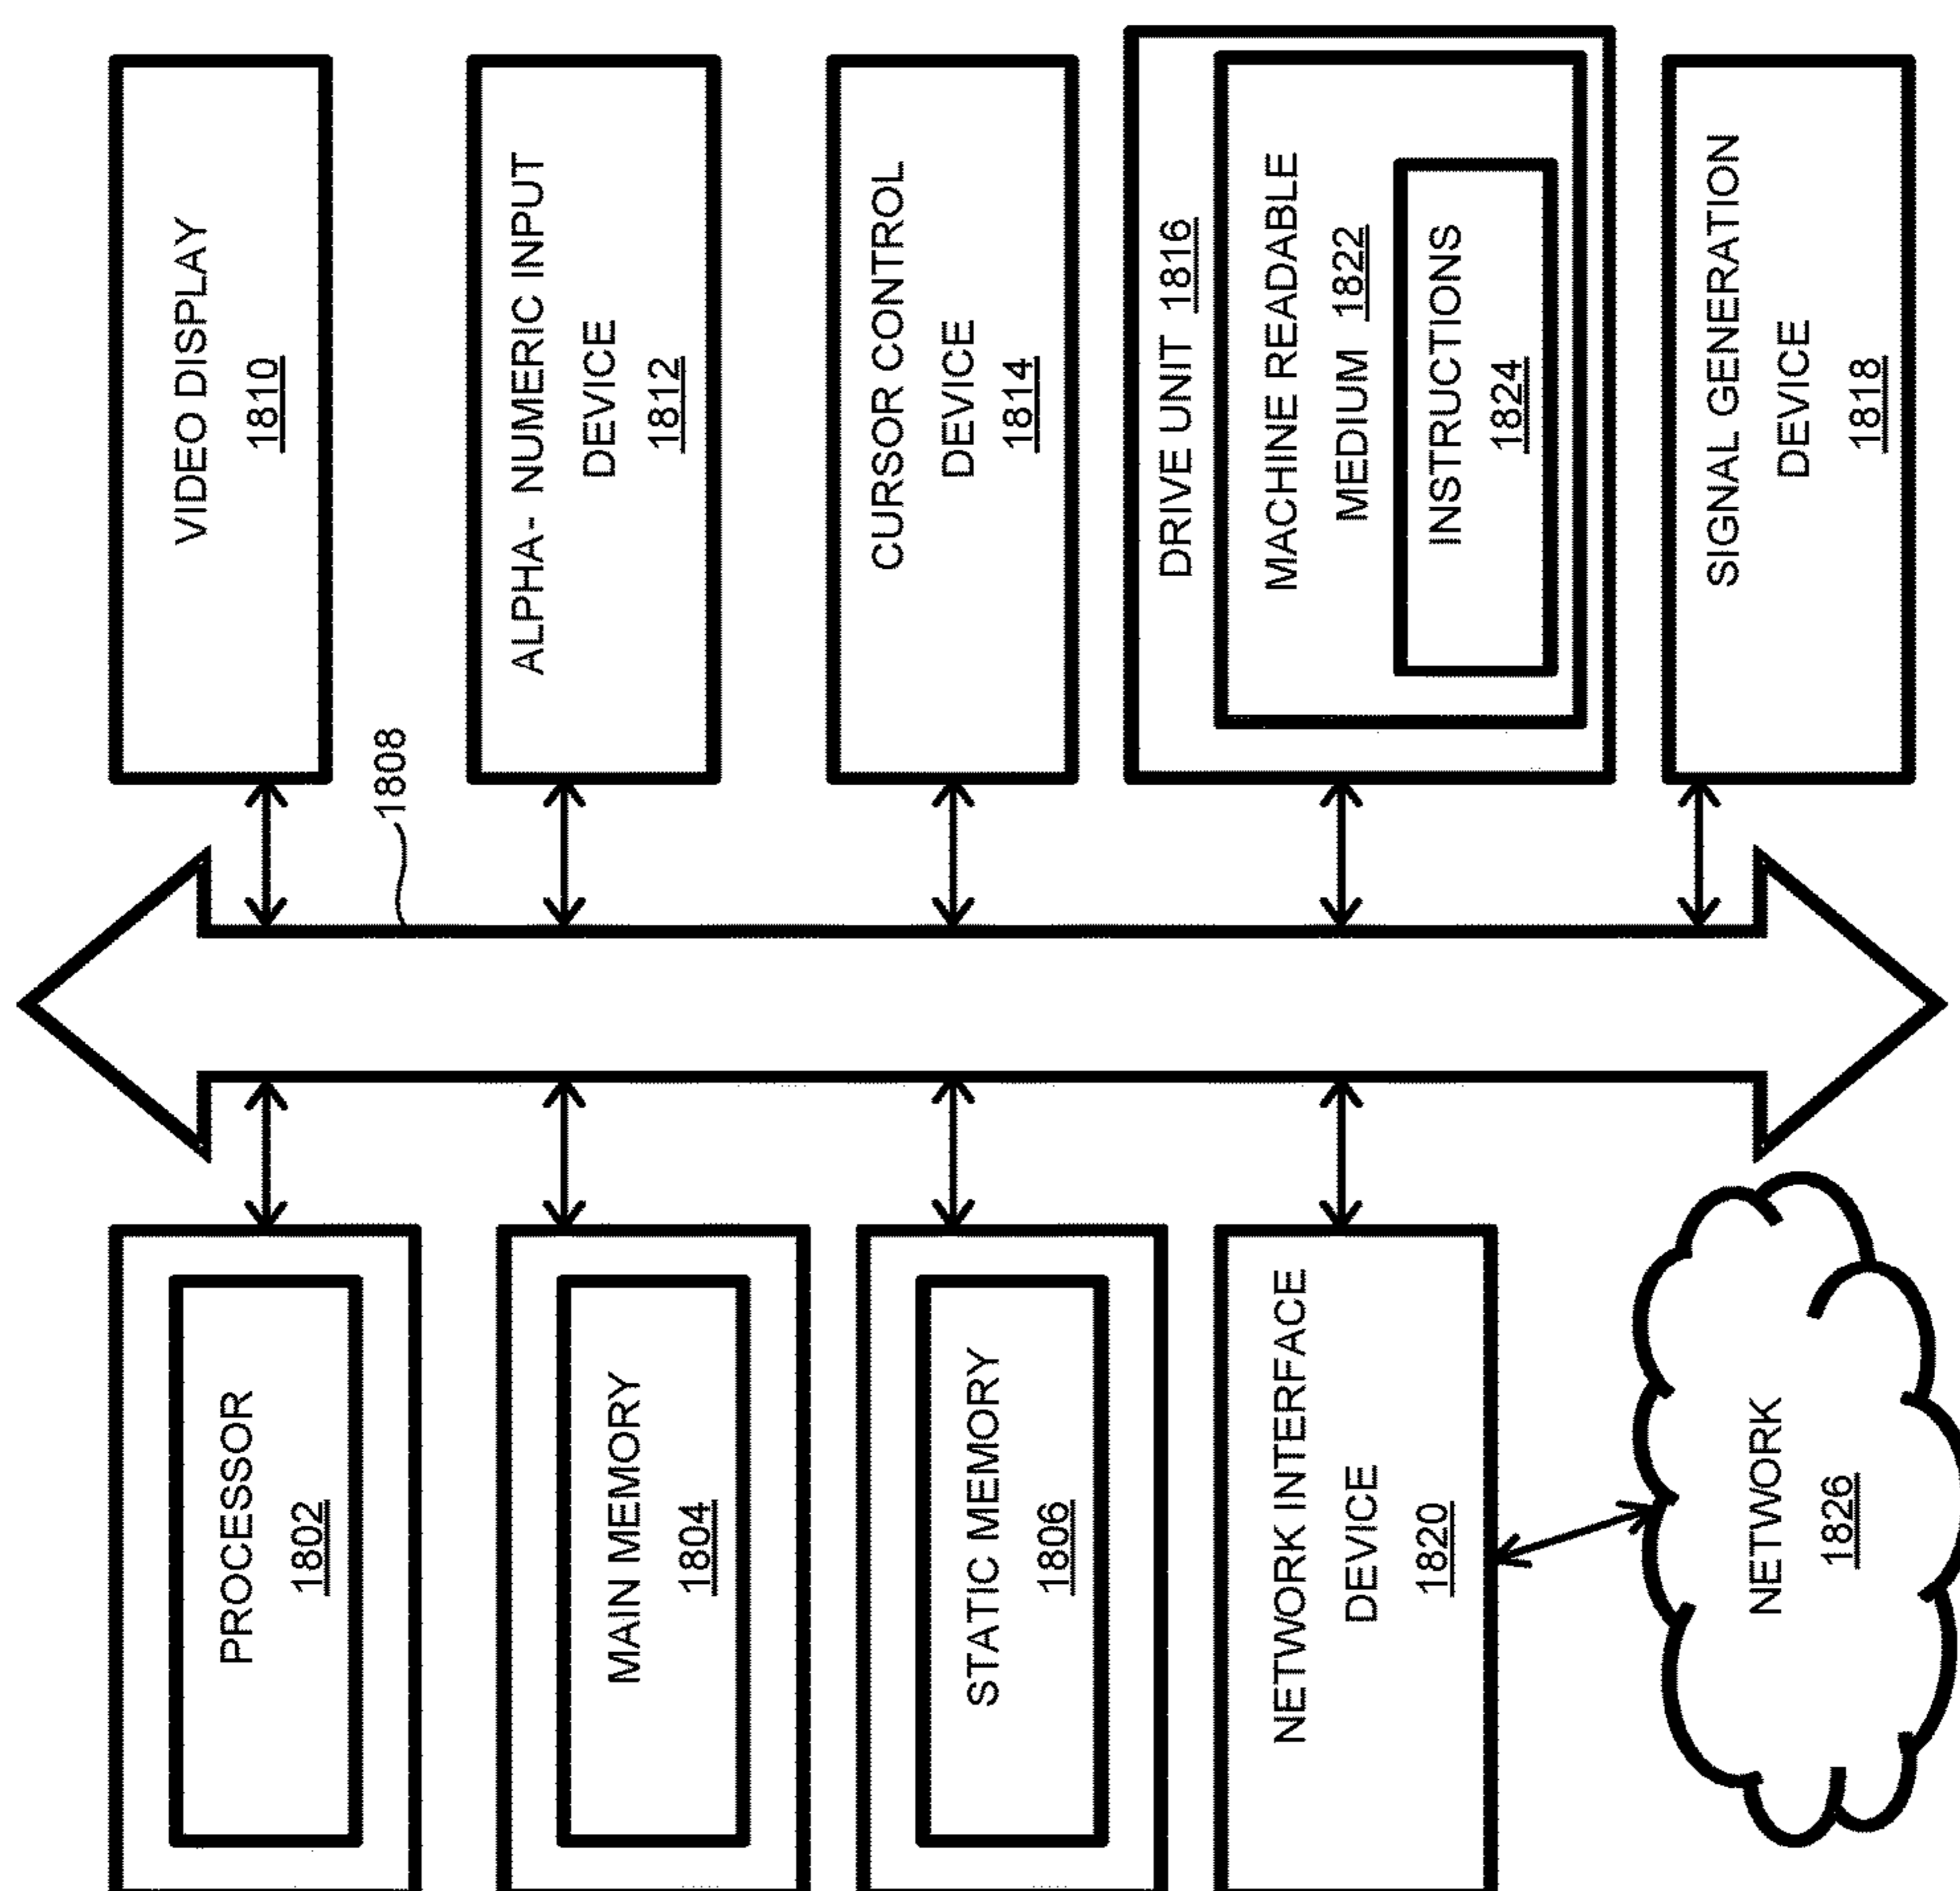 PROCESSOR
1802
MAIN MEMORY
1804
STATIC MEMORY
1806
NETWORK INTERFACE
DEVICE
1820
NETWORK
1826
1808
VIDEO DISPLAY
1810
ALPHA- NUMERIC INPUT
DEVICE
1812
CURSOR CONTROL
DEVICE
1814
DRIVE UNIT 1816
MACHINE READABLE
MEDIUM 1822
INSTRUCTIONS
1824
SIGNAL GENERATION
DEVICE
1818